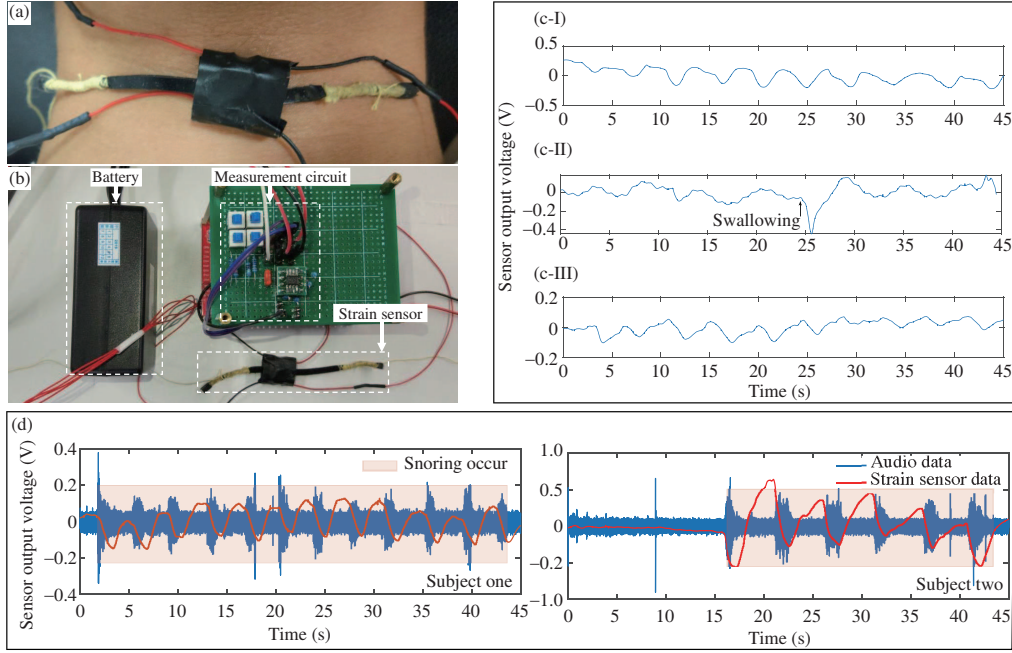 (a)
(b)
Battery
Measurement circuit
Strain sensor
Sensor output voltage (V)
(c-I)
0.5
0
−0.5
0 5 10 15 20 25 30 35 40 45
(c-II)
0
−0.2
−0.4
Swallowing
0 5 10 15 20 25 30 35 40 45
(c-III)
0.2
0
−0.2
0 5 10 15 20 25 30 35 40 45
Time (s)
(d)
Sensor output voltage (V)
0.4
0.2
0
−0.2
0.4
Snoring occur
Subject one
0 5 10 15 20 25 30 35 40 45
Time (s)
1.0
0.5
0
−0.2
−1.0
Audio data
Strain sensor data
Subject two
0 5 10 15 20 25 30 35 40 45
Time (s)